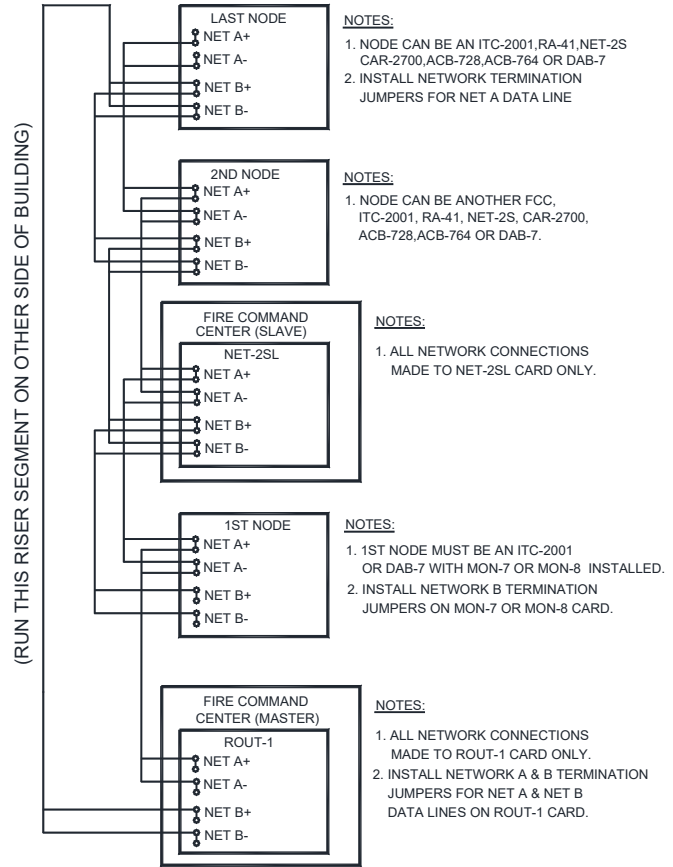 (RUN THIS RISER SEGMENT ON OTHER SIDE OF BUILDING)
LAST NODE
NET A+
NET A-
NET B+
NET B-
NOTES:
1. NODE CAN BE AN ITC-2001,RA-41,NET-2S
CAR-2700,ACB-728,ACB-764 OR DAB-7
2. INSTALL NETWORK TERMINATION
JUMPERS FOR NET A DATA LINE
2ND NODE
NET A+
NET A-
NET B+
NET B-
NOTES:
1. NODE CAN BE ANOTHER FCC,
ITC-2001, RA-41, NET-2S, CAR-2700,
ACB-728,ACB-764 OR DAB-7.
FIRE COMMAND
CENTER (SLAVE)
NET-2SL
NET A+
NET A-
NET B+
NET B-
NOTES:
1. ALL NETWORK CONNECTIONS
MADE TO NET-2SL CARD ONLY.
1ST NODE
NET A+
NET A-
NET B+
NET B-
NOTES:
1. 1ST NODE MUST BE AN ITC-2001
OR DAB-7 WITH MON-7 OR MON-8 INSTALLED.
2. INSTALL NETWORK B TERMINATION
JUMPERS ON MON-7 OR MON-8 CARD.
FIRE COMMAND
CENTER (MASTER)
ROUT-1
NET A+
NET A-
NET B+
NET B-
NOTES:
1. ALL NETWORK CONNECTIONS
MADE TO ROUT-1 CARD ONLY.
2. INSTALL NETWORK A & B TERMINATION
JUMPERS FOR NET A & NET B
DATA LINES ON ROUT-1 CARD.